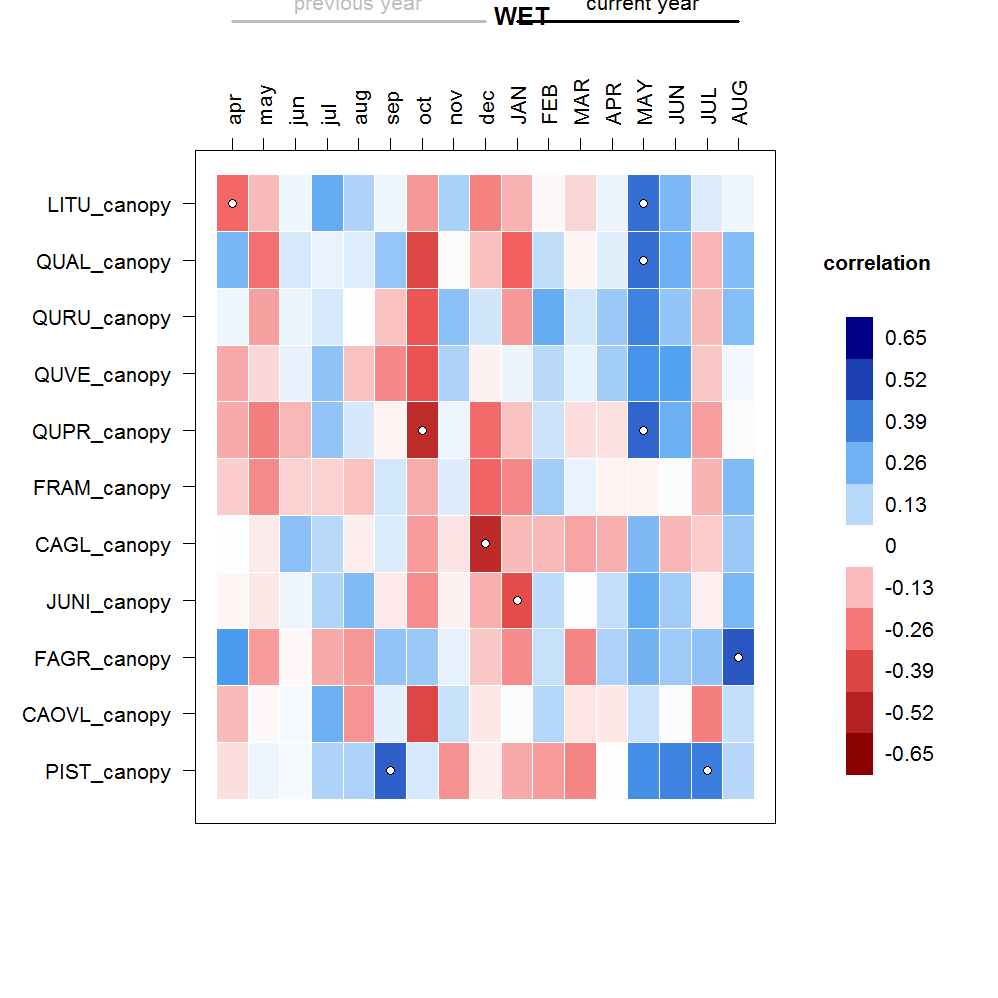 previous year
current year
WET
apr
may
jun
jul
aug
sep
oct
nov
dec
JAN
FEB
MAR
APR
MAY
JUN
JUL
AUG
LITU_canopy
QUAL_canopy
QURU_canopy
QUVE_canopy
QUPR_canopy
FRAM_canopy
CAGL_canopy
JUNI_canopy
FAGR_canopy
CAOVL_canopy
PIST_canopy
correlation
0.65
0.52
0.39
0.26
0.13
0
-0.13
-0.26
-0.39
-0.52
-0.65